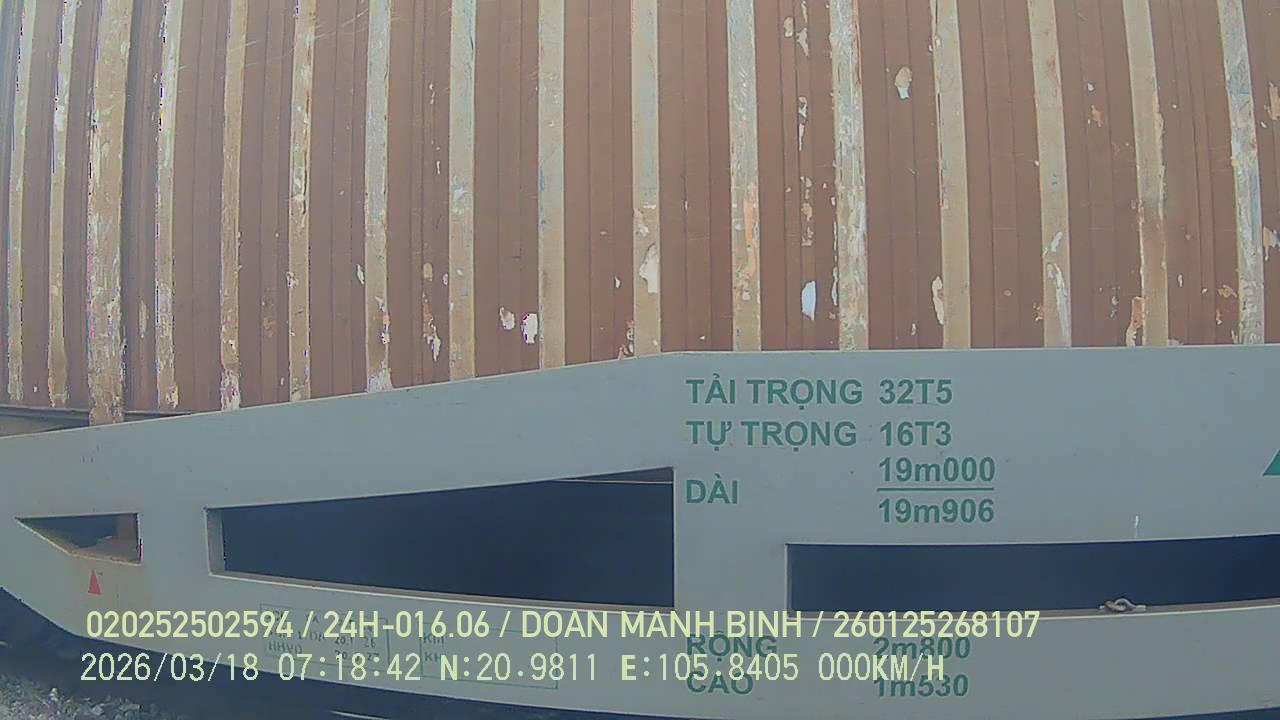 TẢI TRỌNG 32T5
TỰ TRỌNG 16T3
DÀI 19m000
19m906
RỘNG 2m800
CAO 1m530
020252502594 / 24H-016.06 / DOAN MANH BINH / 260125268107
2026/03/18 07:18:42 N:20.9811 E:105.8405 000KM/H